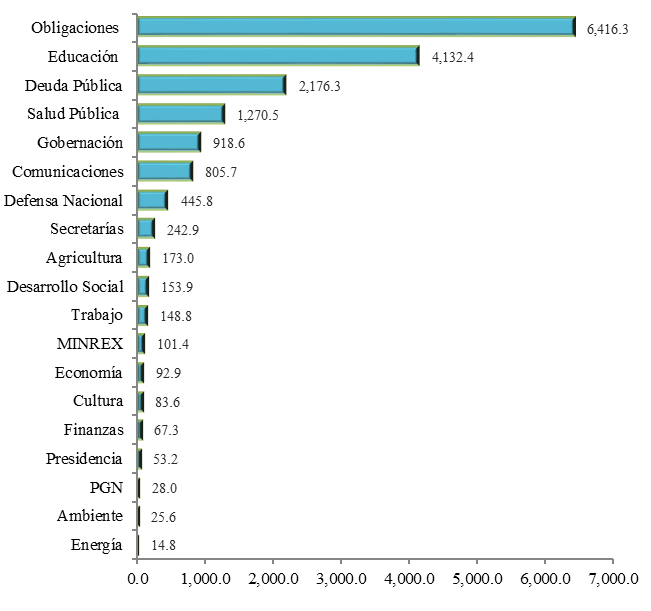 Obligaciones 6,416.3
Educación 4,132.4
Deuda Pública 2,176.3
Salud Pública 1,270.5
Gobernación 918.6
Comunicaciones 805.7
Defensa Nacional 445.8
Secretarías 242.9
Agricultura 173.0
Desarrollo Social 153.9
Trabajo 148.8
MINREX 101.4
Economía 92.9
Cultura 83.6
Finanzas 67.3
Presidencia 53.2
PGN 28.0
Ambiente 25.6
Energía 14.8
0.0 1,000.0 2,000.0 3,000.0 4,000.0 5,000.0 6,000.0 7,000.0